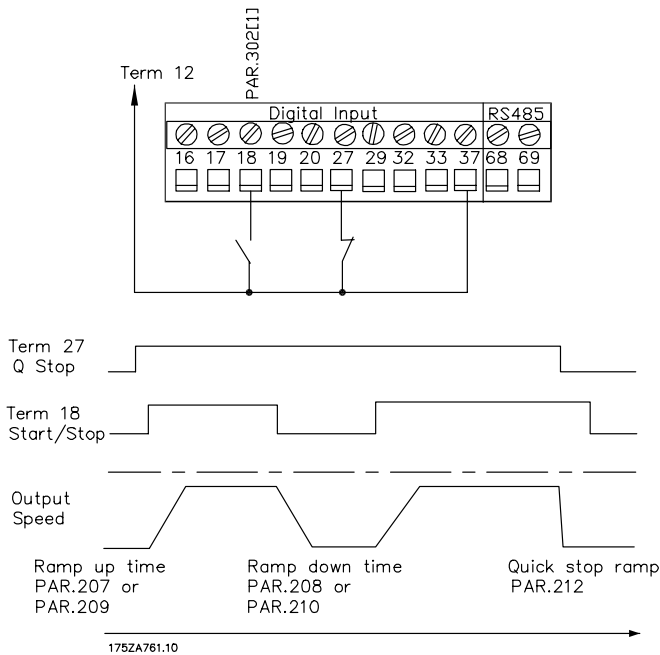 PAR.302[1]
Term 12
Digital Input RS485
16 17 18 19 20 27 29 32 33 37 68 69
Term 27
Q Stop
Term 18
Start/Stop
Output
Speed
Ramp up time
PAR.207 or
PAR.209
Ramp down time
PAR.208 or
PAR.210
Quick stop ramp
PAR.212
175ZA761.10